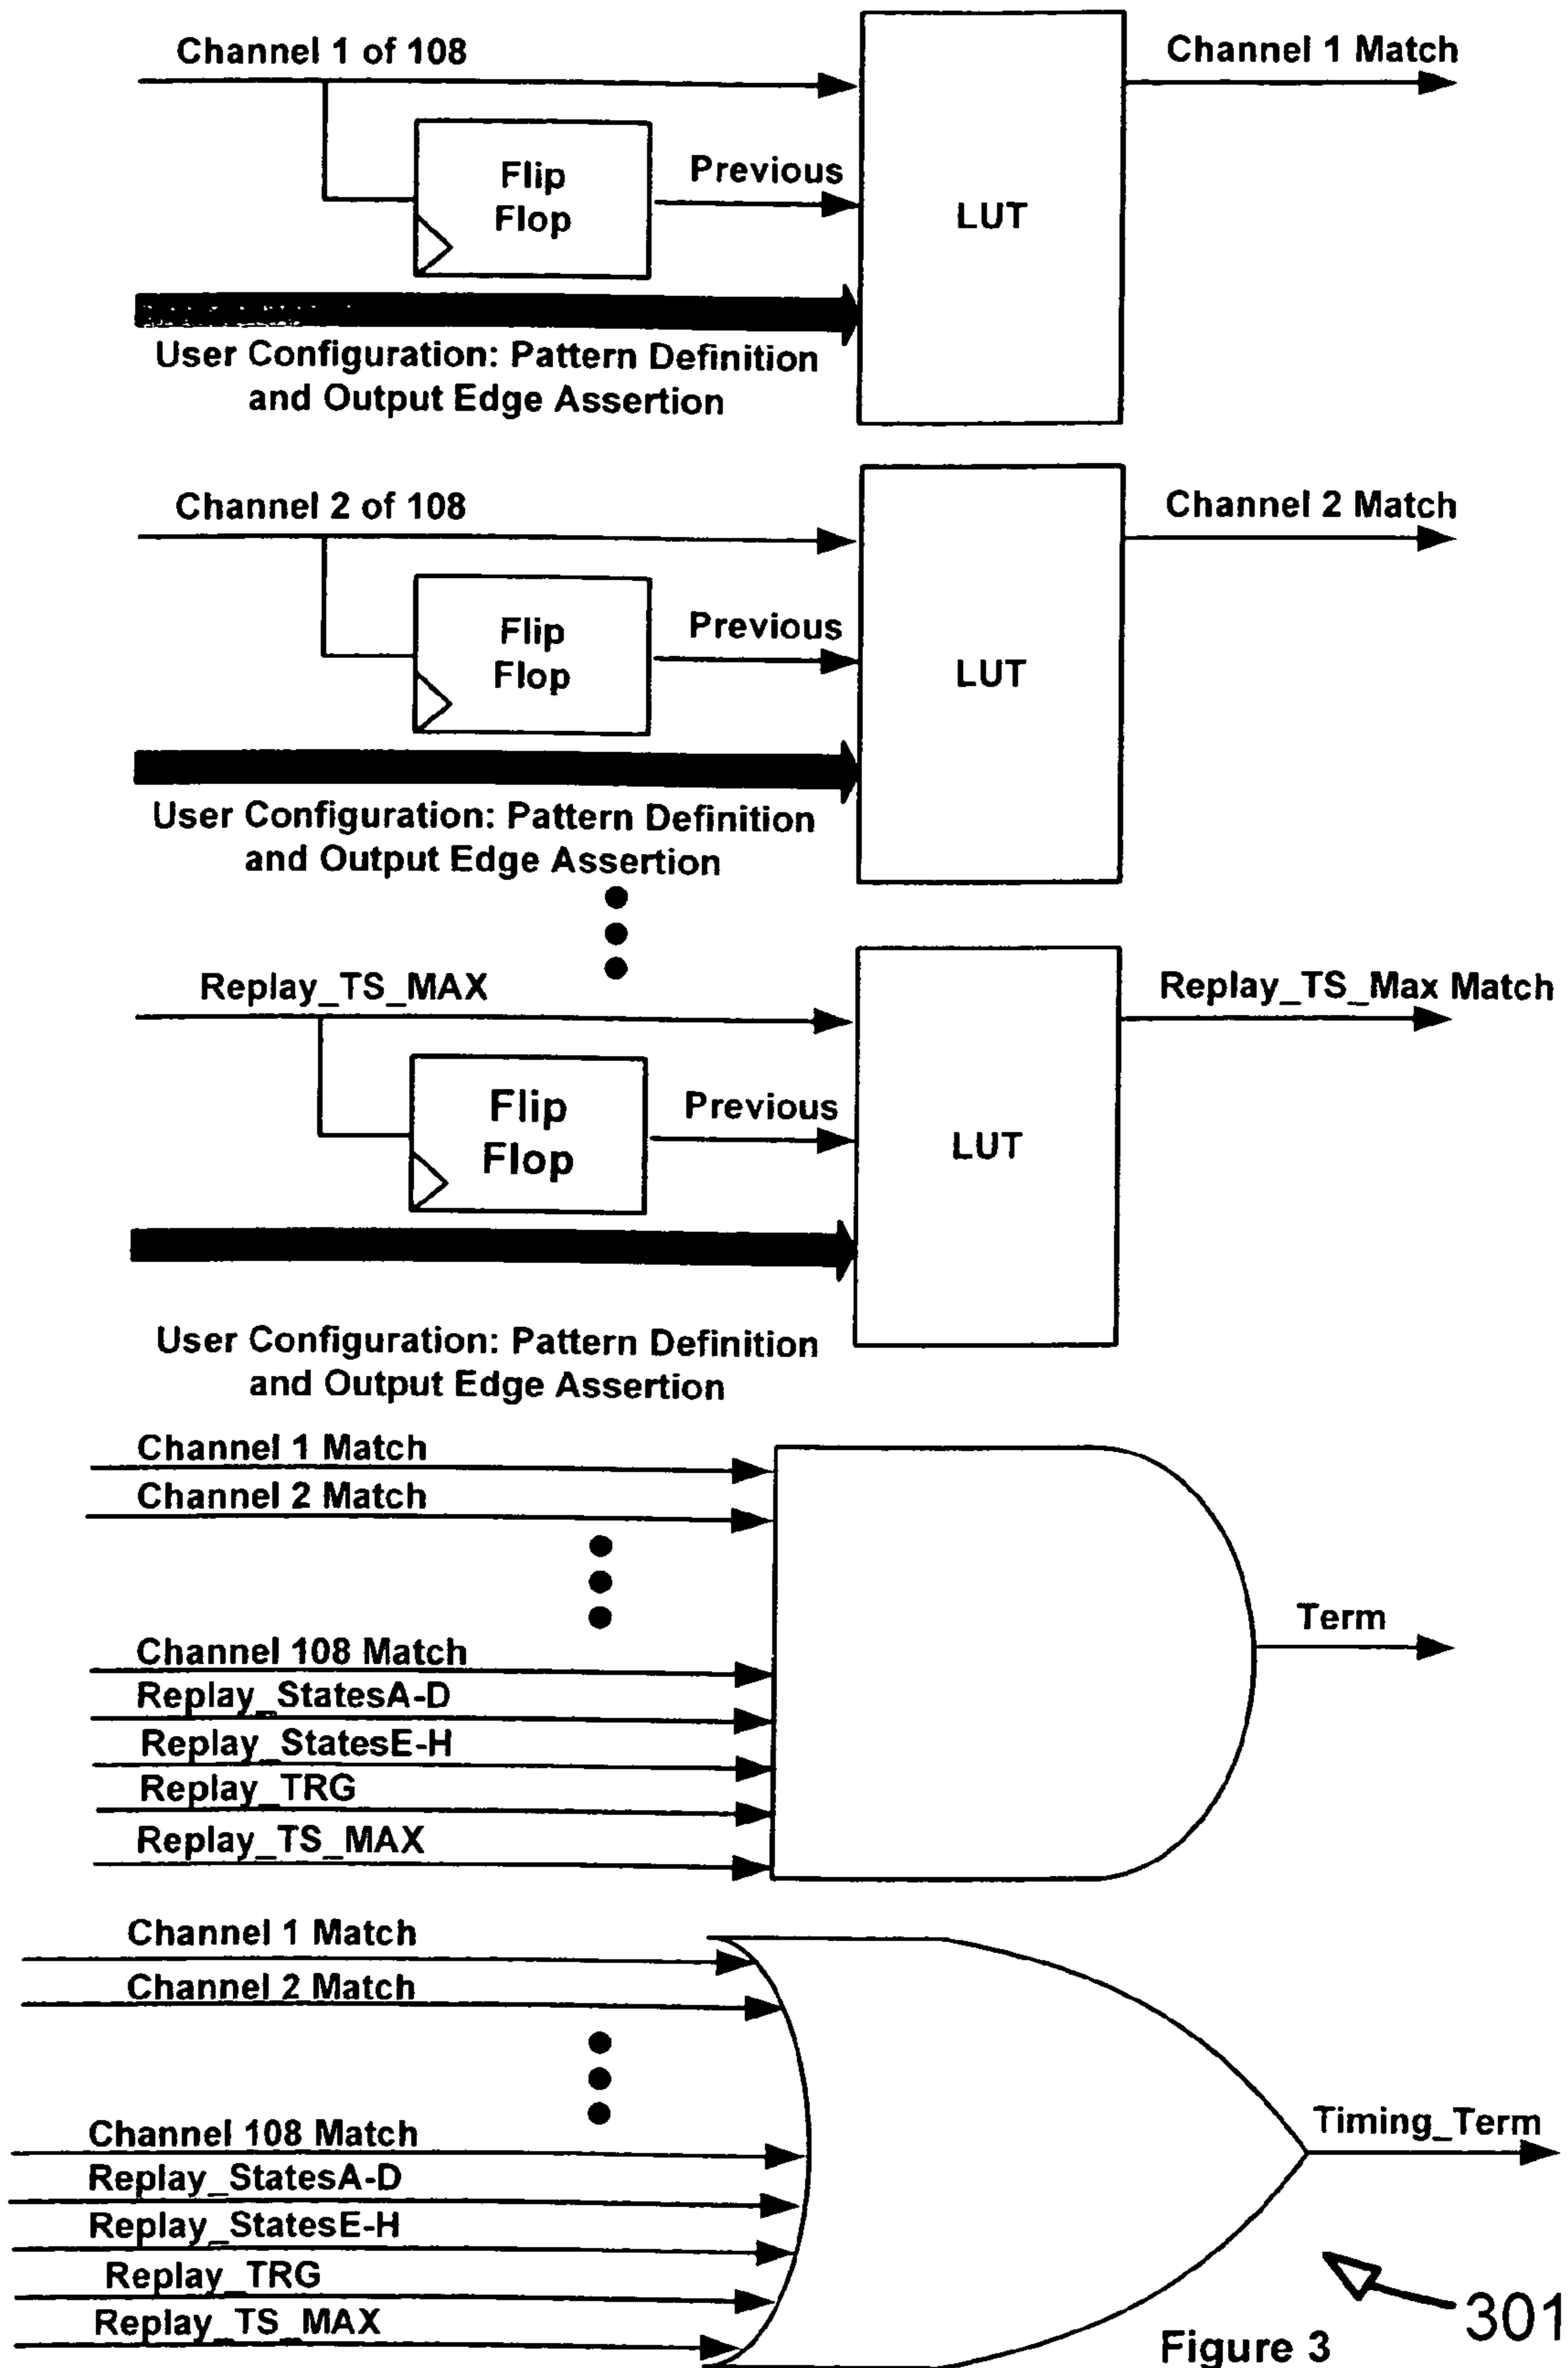 Channel 1 of 108
Channel 1 Match
Flip
Flop
Previous
LUT
User Configuration: Pattern Definition
and Output Edge Assertion
Channel 2 of 108
Channel 2 Match
Flip
Flop
Previous
LUT
User Configuration: Pattern Definition
and Output Edge Assertion
Replay_TS_MAX
Replay_TS_Max Match
Flip
Flop
Previous
LUT
User Configuration: Pattern Definition
and Output Edge Assertion
Channel 1 Match
Channel 2 Match
Channel 108 Match
Replay_StatesA-D
Replay_StatesE-H
Replay_TRG
Replay_TS_MAX
Term
Channel 1 Match
Channel 2 Match
Channel 108 Match
Replay_StatesA-D
Replay_StatesE-H
Replay_TRG
Replay_TS_MAX
Timing_Term
301
Figure 3